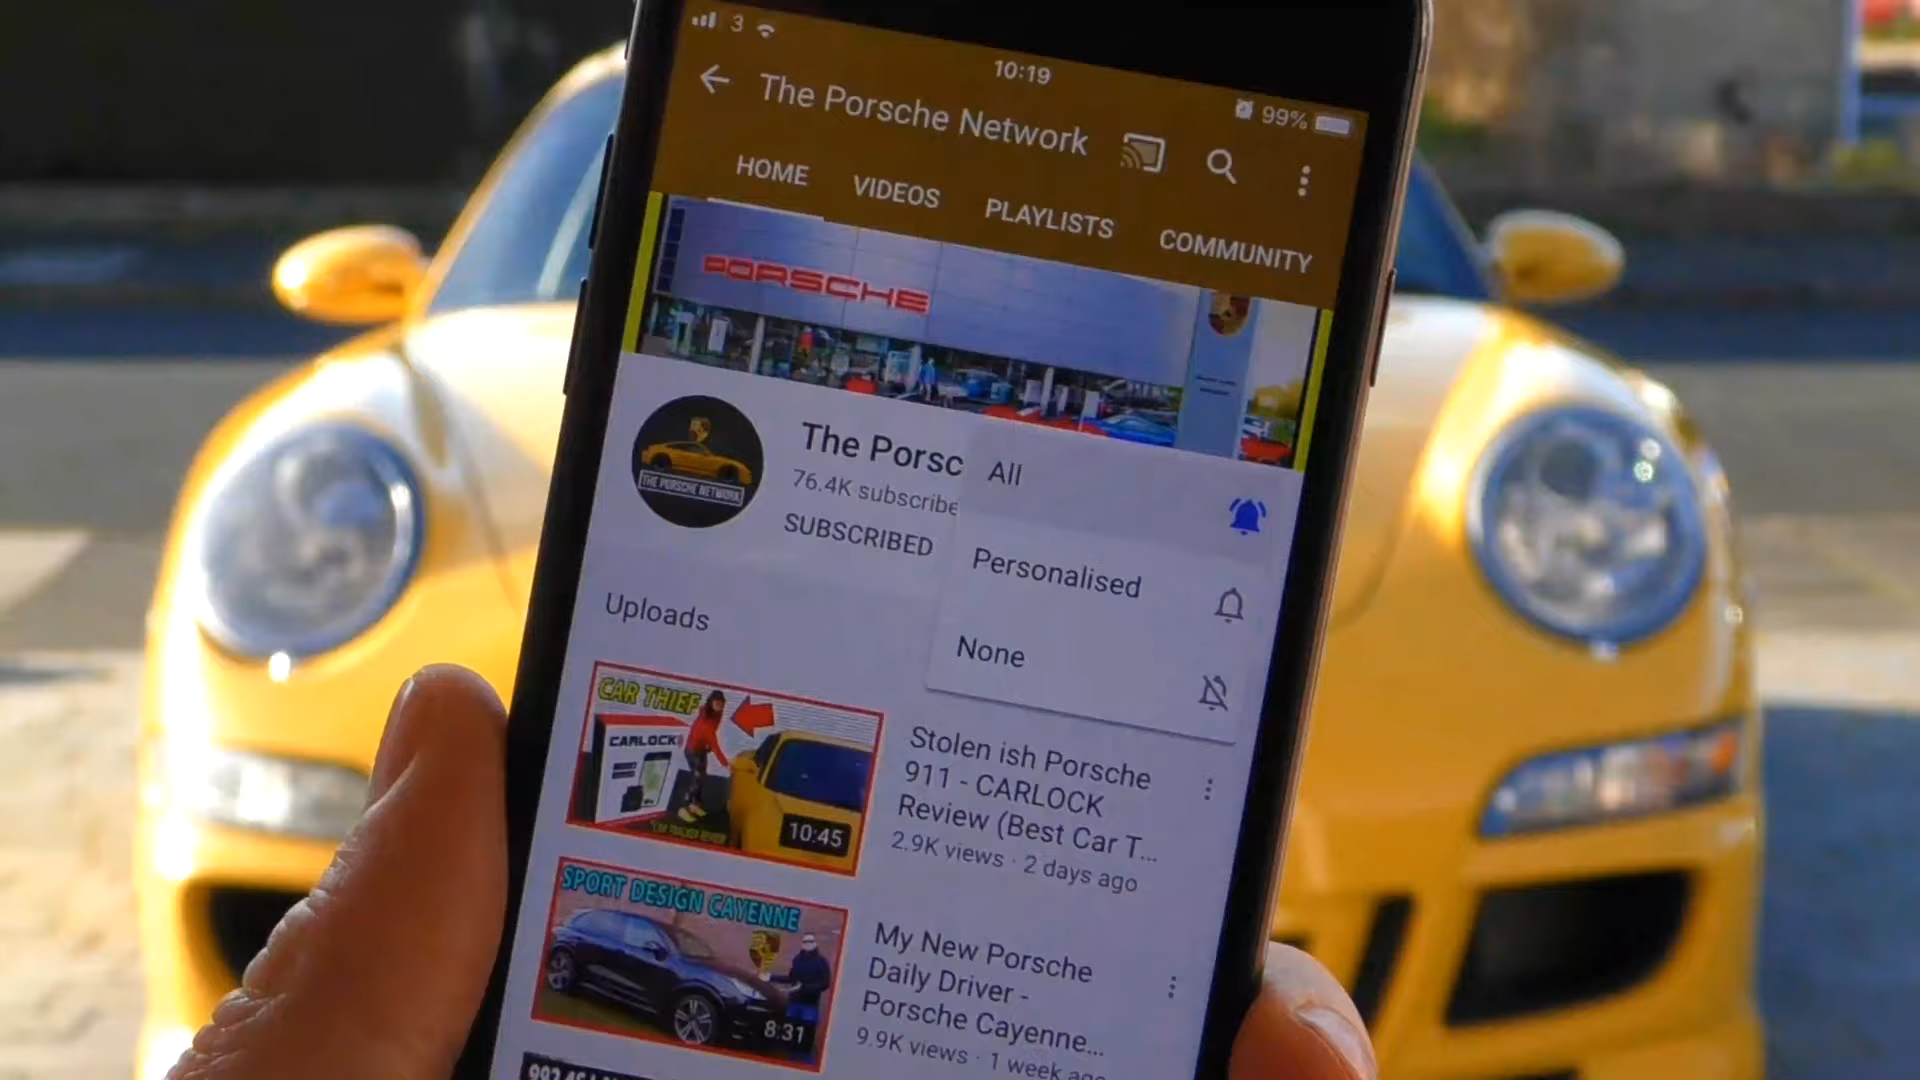 3
10:19
99%
The Porsche Network
HOME VIDEOS PLAYLISTS COMMUNITY
PORSCHE
The Porsc
76.4K subscribe
SUBSCRIBED
THE PORSCHE NETWORK
All
Personalised
None
Uploads
CAR THIEF
CARLOCK
10:45
Stolen ish Porsche
911 - CARLOCK
Review (Best Car T...
2.9K views · 2 days ago
SPORT DESIGN CAYENNE
8:31
My New Porsche
Daily Driver -
Porsche Cayenne...
9.9K views · 1 week ago